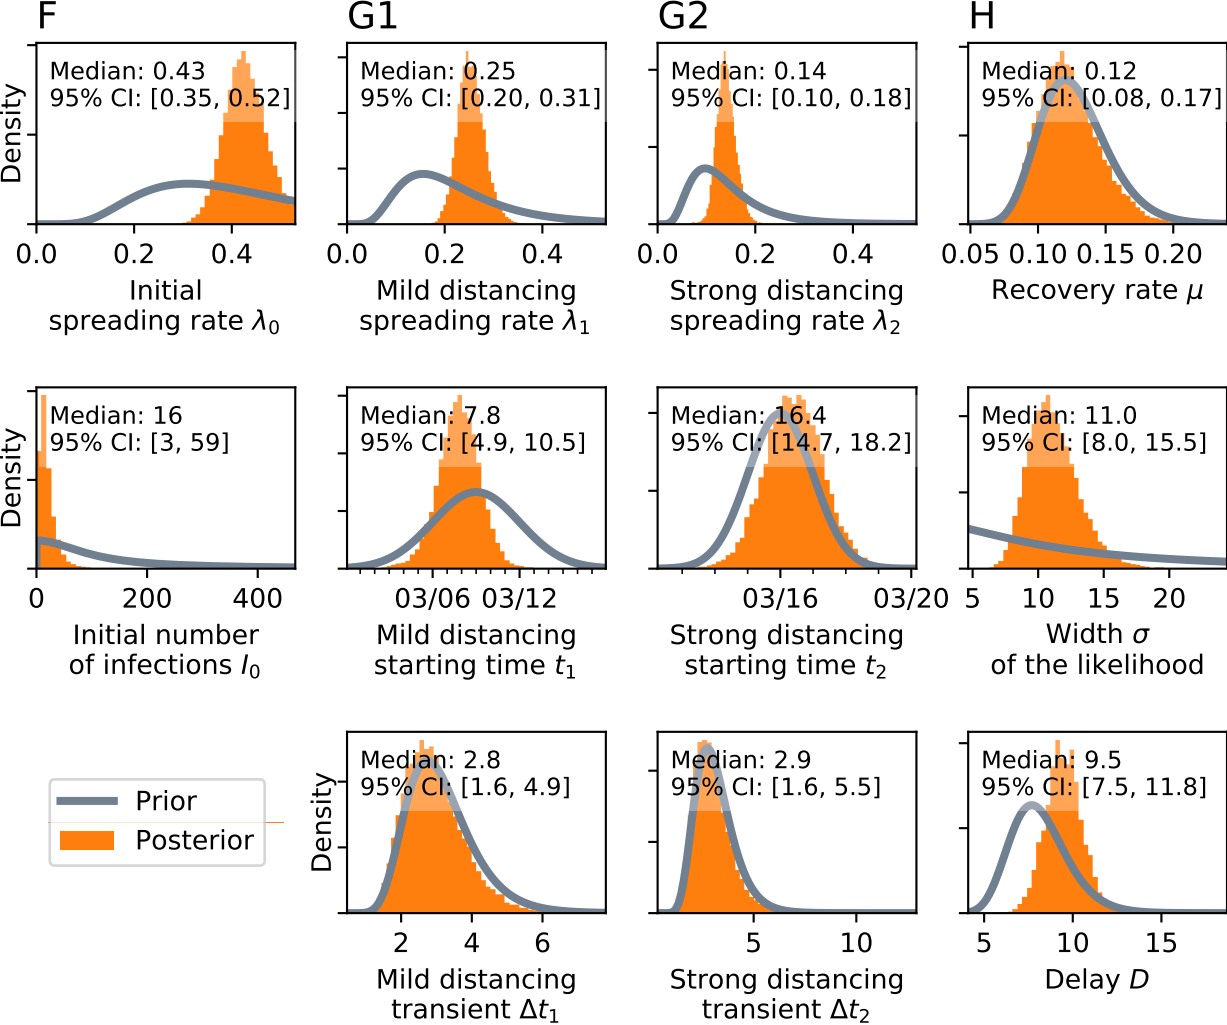 F
G1
G2
H
Density
Median: 0.43
95% CI: [0.35, 0.52]
0.0 0.4
Initial
spreading rate λ0
Median: 0.25
95% CI: [0.20, 0.31]
0.0 0.2 0.4
Mild distancing
spreading rate λ1
Median: 0.14
95% CI: [0.10, 0.18]
0.0 0.2 0.4
Strong distancing
spreading rate λ2
Median: 0.12
95% CI: [0.08, 0.17]
0.05 0.10 0.15 0.20
Recovery rate μ
Density
Median: 16
95% CI: [3, 59]
0 200 400
Initial number
of infections I0
Median: 7.8
95% CI: [4.9, 10.5]
03/06 03/12
Mild distancing
starting time t1
Median: 16.4
95% CI: [14.7, 18.2]
03/16 03/20
Strong distancing
starting time t2
Median: 11.0
95% CI: [8.0, 15.5]
5 10 15 20
Width σ
of the likelihood
Prior
Posterior
Density
Median: 2.8
95% CI: [1.6, 4.9]
2 4 6
Mild distancing
transient Δt1
Median: 2.9
95% CI: [1.6, 5.5]
5 10
Strong distancing
transient Δt2
Median: 9.5
95% CI: [7.5, 11.8]
5 10 15
Delay D